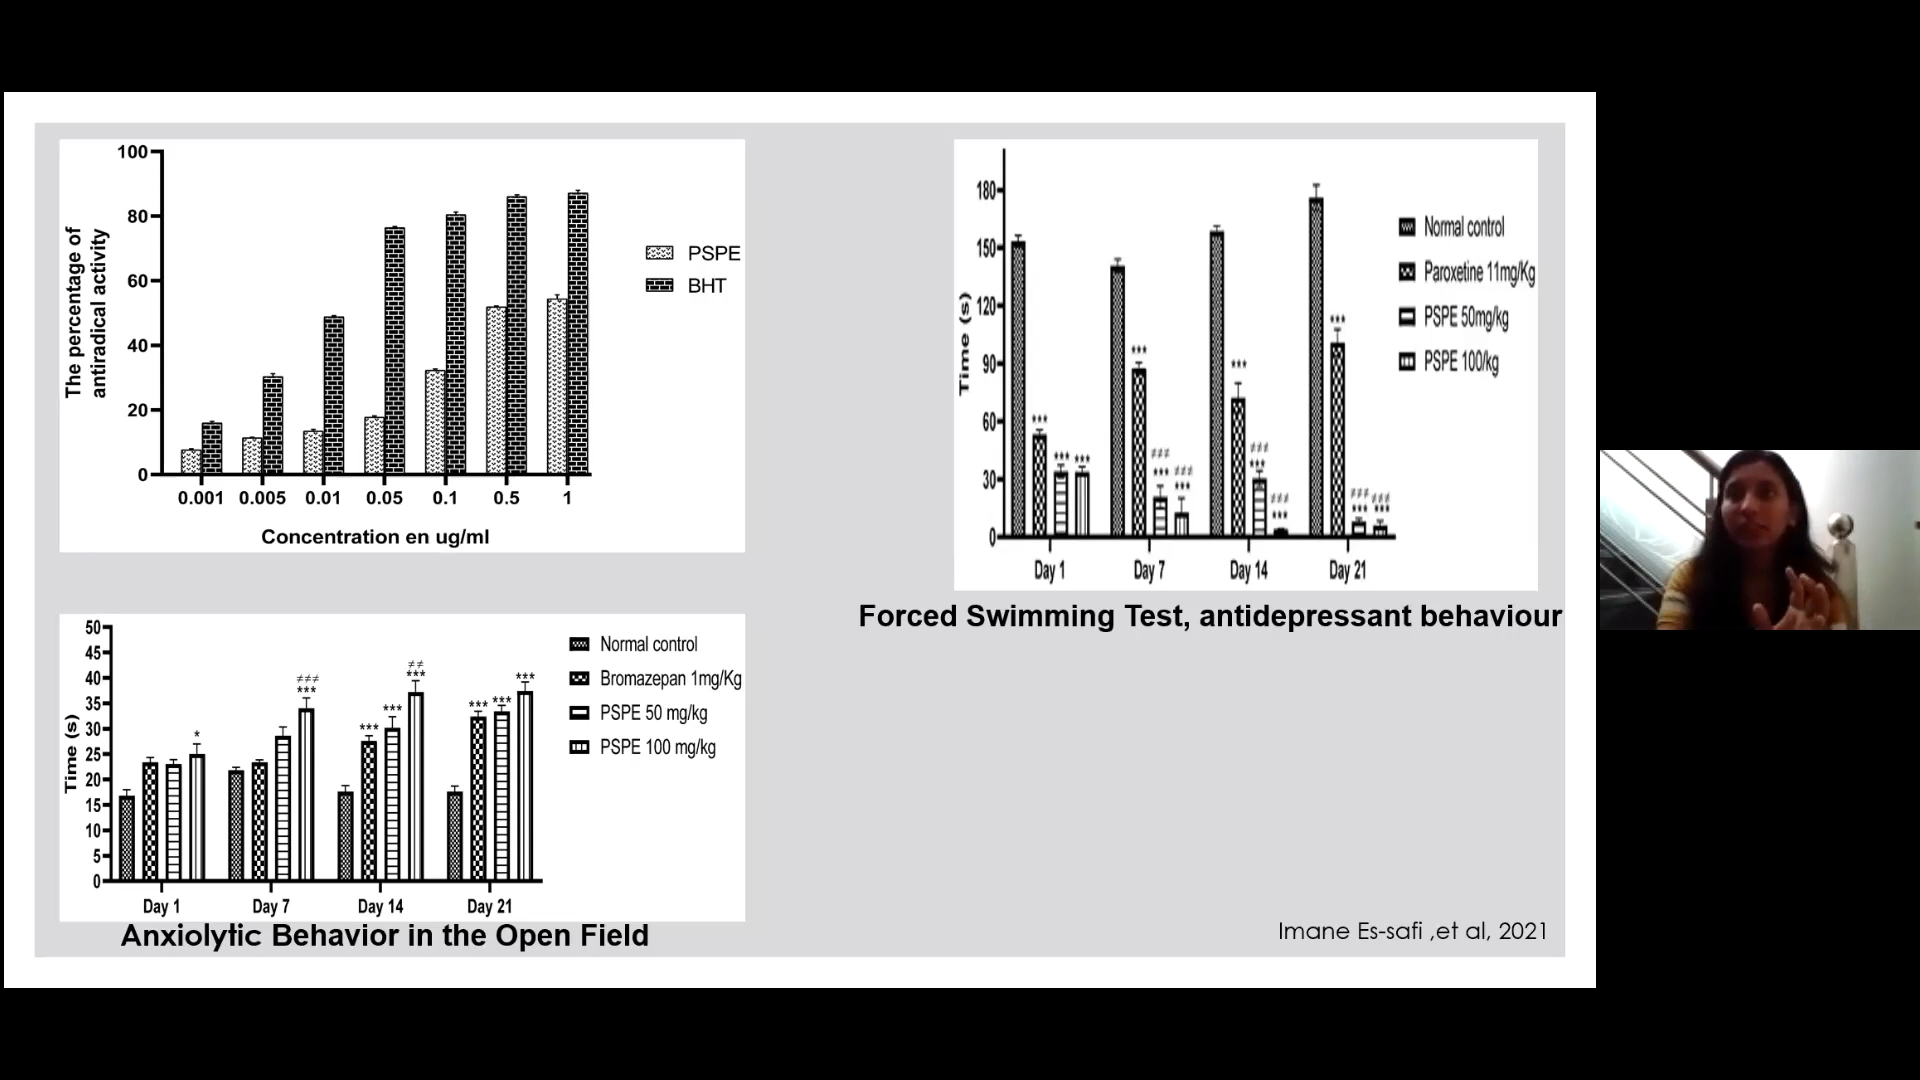 100
80
60
40
20
0
The percentage of
antiradical activity
0.001 0.005 0.01 0.05 0.1 0.5 1
Concentration en ug/ml
PSPE
BHT
180
150
120
90
60
30
0
Time (s)
*** *** ***
*** ≠≠≠ *** ≠≠≠ ***
*** ≠≠≠ *** ≠≠≠ ***
*** ≠≠≠ *** ≠≠≠ ***
Day 1 Day 7 Day 14 Day 21
Normal control
Paroxetine 11mg/Kg
PSPE 50mg/kg
PSPE 100/kg
Forced Swimming Test, antidepressant behaviour
50
45
40
35
30
25
20
15
10
5
0
Time (s)
*
≠≠≠
***
*** *** ≠≠ ***
*** *** ***
Day 1 Day 7 Day 14 Day 21
Normal control
Bromazepan 1mg/Kg
PSPE 50 mg/kg
PSPE 100 mg/kg
Anxiolytic Behavior in the Open Field
Imane Es-safi ,et al, 2021